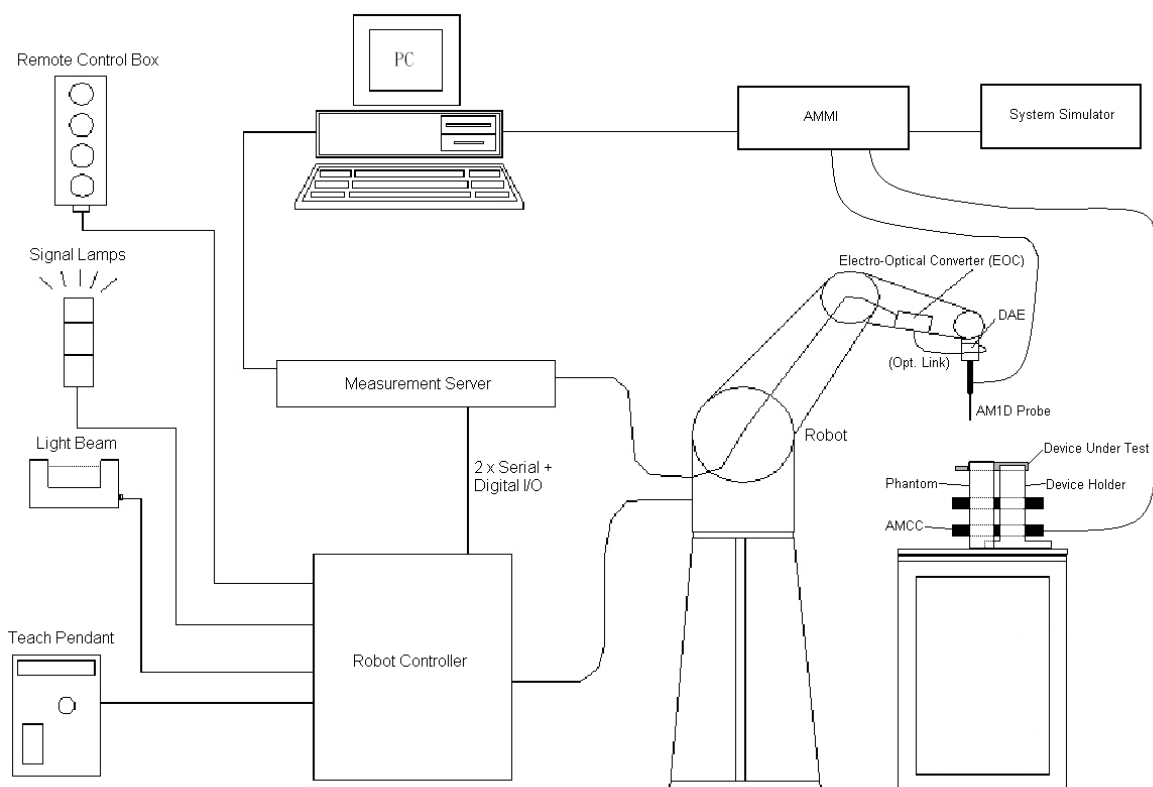 PC
Remote Control Box
AMMI
System Simulator
Signal Lamps
Electro-Optical Converter (EOC)
DAE
(Opt. Link)
Measurement Server
AM1D Probe
Light Beam
Robot
Device Under Test
2 x Serial +
Digital I/O
Phantom
Device Holder
AMCC
Teach Pendant
Robot Controller